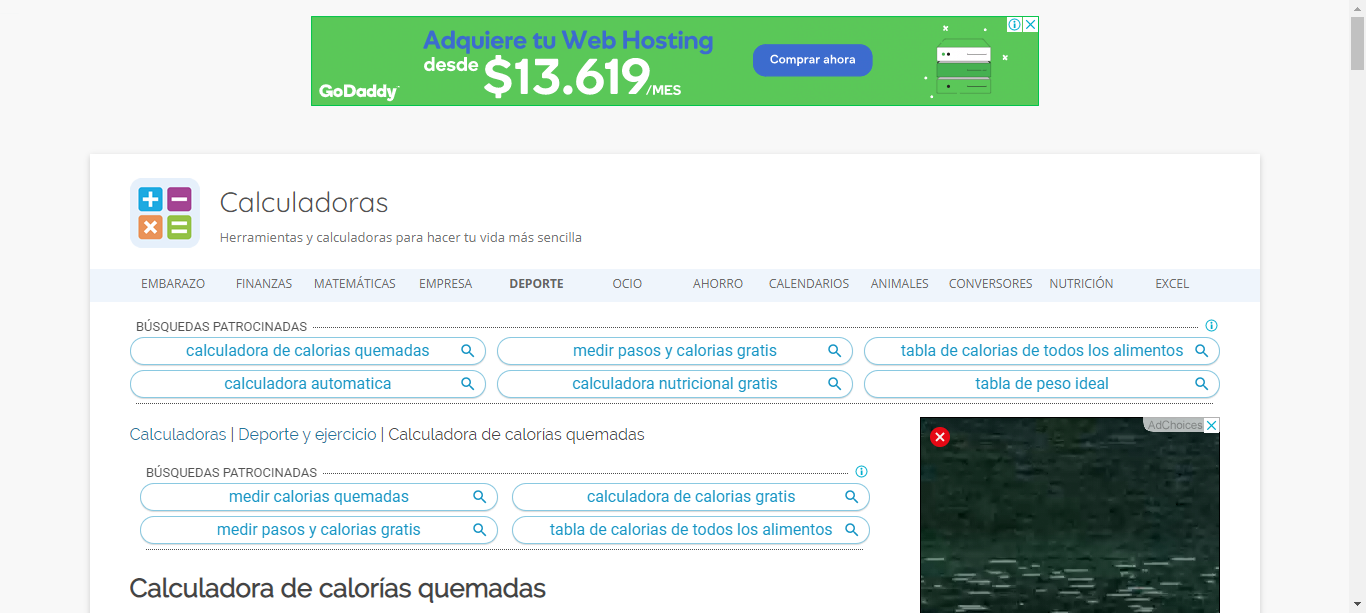 Adquiere tu Web Hosting
desde $13.619/MES
Comprar ahora
GoDaddy
Calculadoras
Herramientas y calculadoras para hacer tu vida más sencilla
EMBARAZO FINANZAS MATEMÁTICAS EMPRESA DEPORTE OCIO AHORRO CALENDARIOS ANIMALES CONVERSORES NUTRICIÓN EXCEL
BÚSQUEDAS PATROCINADAS
calculadora de calorias quemadas medir pasos y calorias gratis tabla de calorias de todos los alimentos
calculadora automatica calculadora nutricional gratis tabla de peso ideal
AdChoices
Calculadoras | Deporte y ejercicio | Calculadora de calorías quemadas
BÚSQUEDAS PATROCINADAS
medir calorias quemadas calculadora de calorias gratis
medir pasos y calorias gratis tabla de calorias de todos los alimentos
Calculadora de calorías quemadas